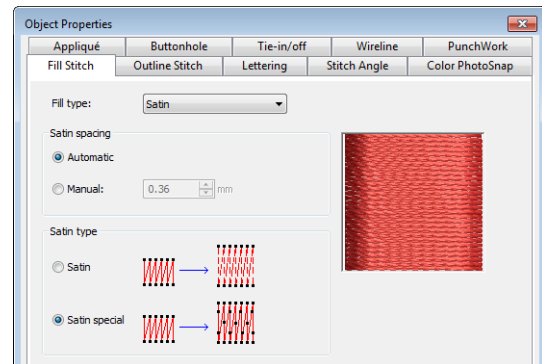 Object Properties
Appliqué Buttonhole Tie-in/off Wireline PunchWork
Fill Stitch Outline Stitch Lettering Stitch Angle Color PhotoSnap
Fill type: Satin
Satin spacing
Automatic
Manual: 0.36 mm
Satin type
Satin
Satin special